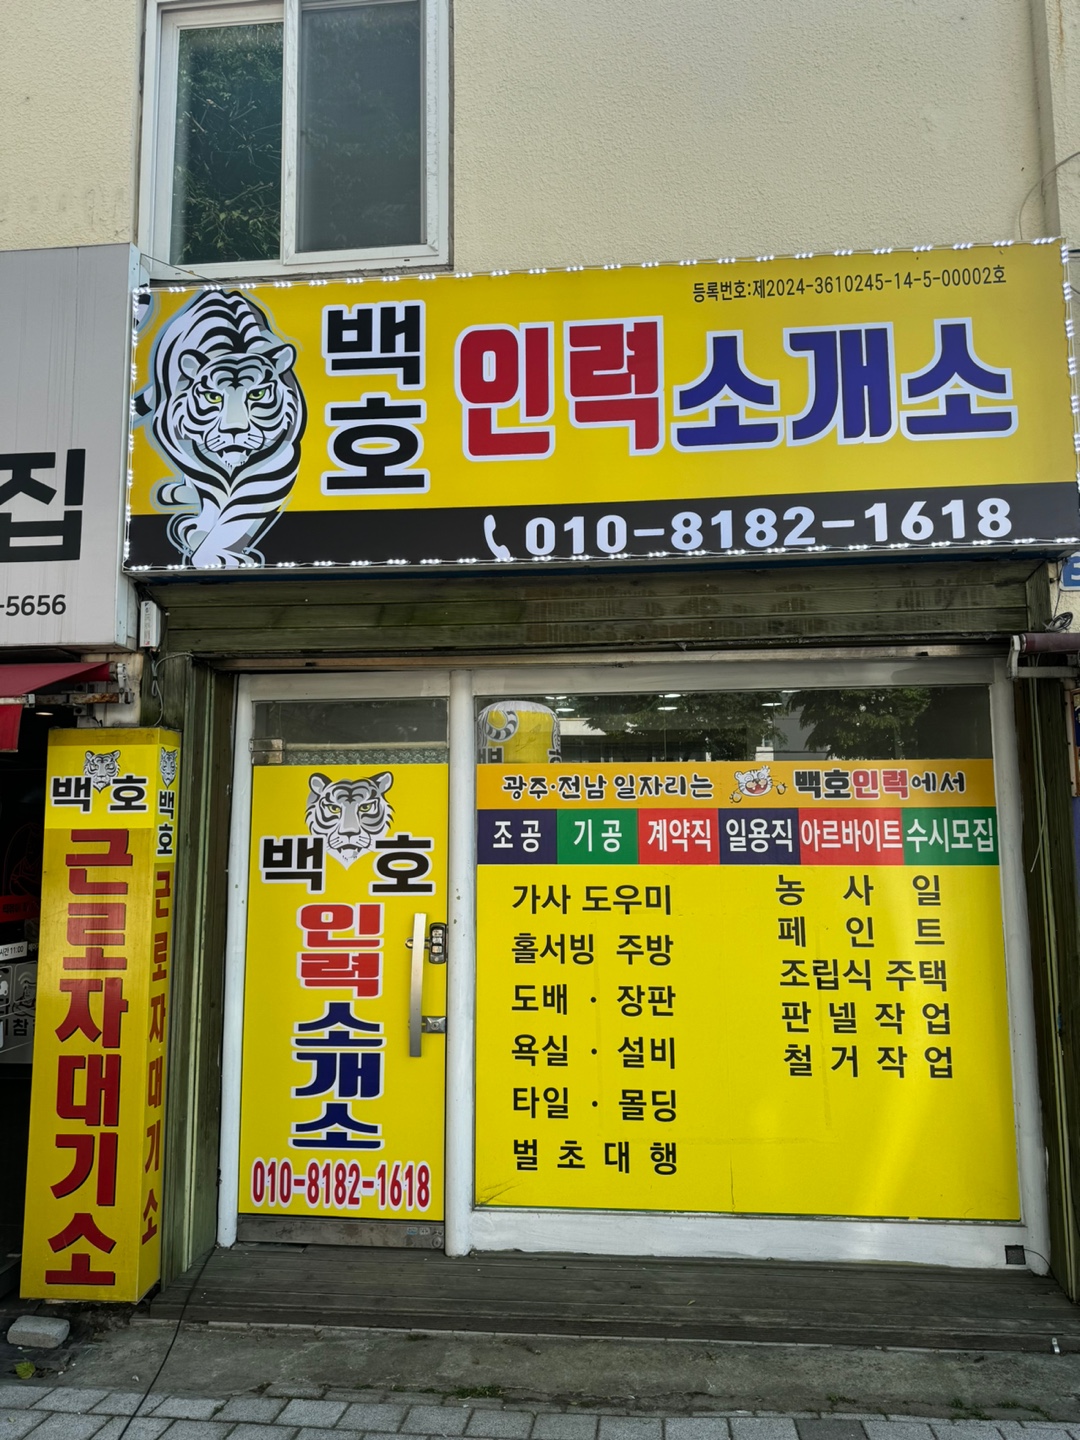 등록번호:제2024-3610245-14-5-00002호
백호 인력소개소
010-8182-1618
집
-5656
백호
근로자대기소
백호
근로자대기소
백호
인력
소개소
010-8182-1618
광주·전남 일자리는 백호인력에서
조공 기공 계약직 일용직 아르바이트 수시모집
가사 도우미
홀서빙 주방
도배 · 장판
욕실 · 설비
타일 · 몰딩
벌초대행
농사일
페인트
조립식 주택
판넬작업
철거작업